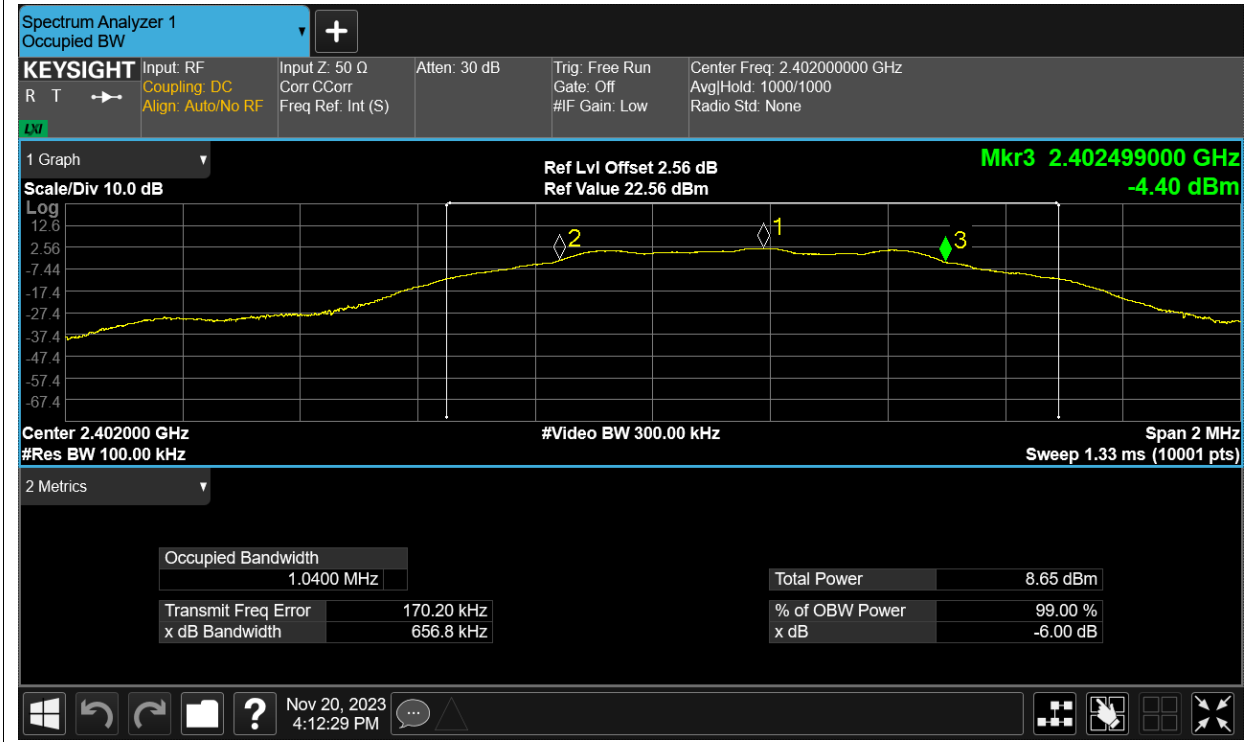 Spectrum Analyzer 1
Occupied BW
KEYSIGHT
R T
LXI
Input: RF
Coupling: DC
Align: Auto/No RF
Input Z: 50 Ω
Corr CCorr
Freq Ref: Int (S)
Atten: 30 dB
Trig: Free Run
Gate: Off
#IF Gain: Low
Center Freq: 2.402000000 GHz
Avg|Hold: 1000/1000
Radio Std: None
1 Graph
Scale/Div 10.0 dB
Ref Lvl Offset 2.56 dB
Ref Value 22.56 dBm
Mkr3 2.402499000 GHz
-4.40 dBm
Log
12.6
2.56
-7.44
-17.4
-27.4
-37.4
-47.4
-57.4
-67.4
2
1
3
Center 2.402000 GHz
#Res BW 100.00 kHz
#Video BW 300.00 kHz
Span 2 MHz
Sweep 1.33 ms (10001 pts)
2 Metrics
Occupied Bandwidth
1.0400 MHz
Transmit Freq Error 170.20 kHz
x dB Bandwidth 656.8 kHz
Total Power 8.65 dBm
% of OBW Power 99.00 %
x dB -6.00 dB
?
Nov 20, 2023
4:12:29 PM